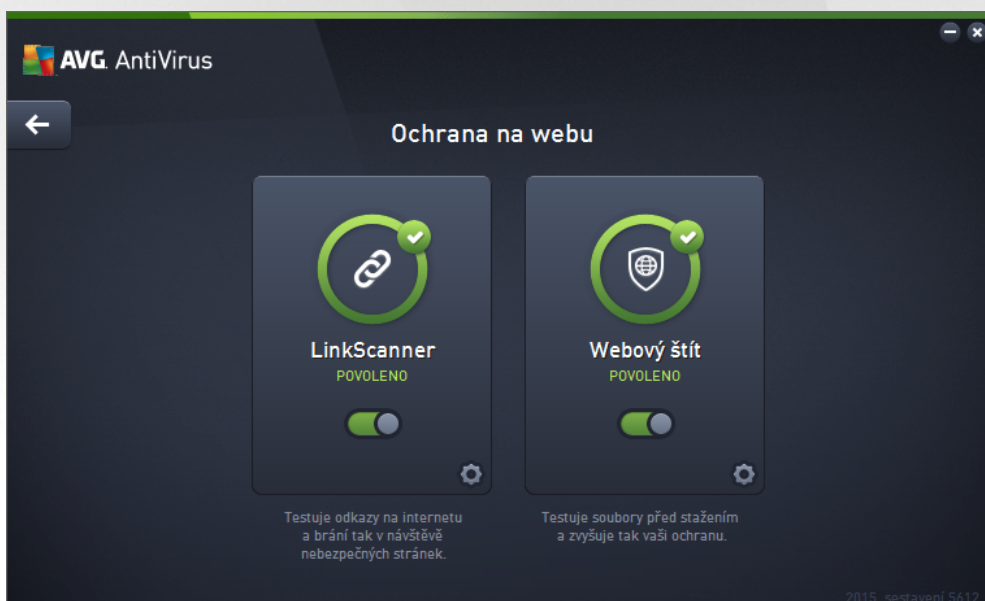 AVG. AntiVirus
Ochrana na webu
LinkScanner
POVOLENO
Testuje odkazy na internetu
a brání tak v návštěvě
nebezpečných stránek.
Webový štít
POVOLENO
Testuje soubory před stažením
a zvyšuje tak vaši ochranu.
2015, sestavení 5612